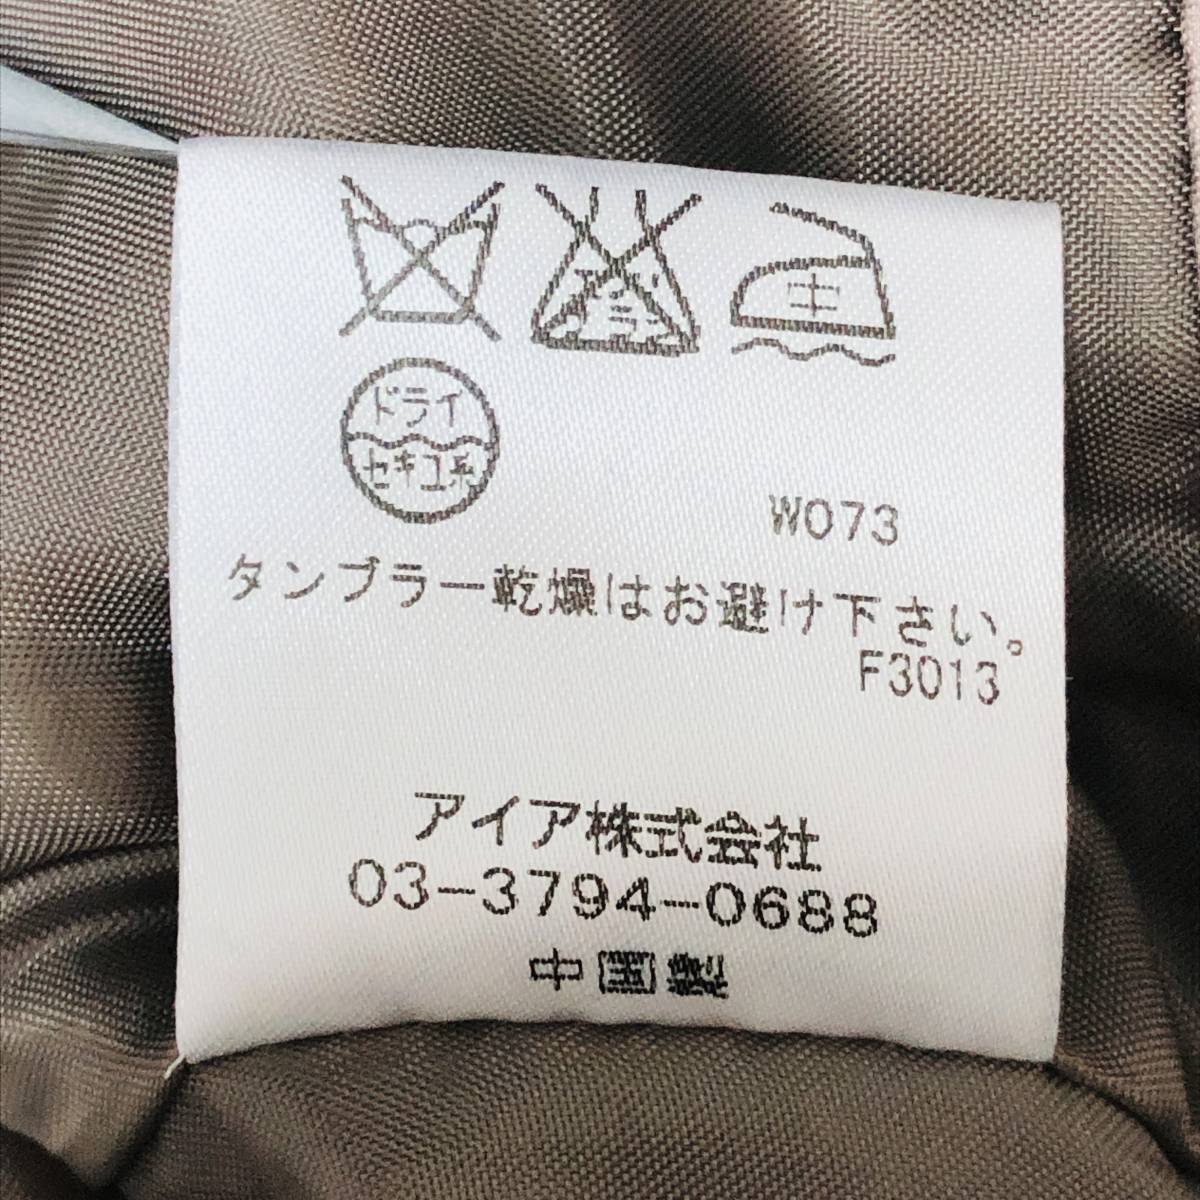 中
ドライ
セキユ系
W073
タンブラー乾燥はお避け下さい。
F3013
アイア株式会社
03-3794-0688
中国製